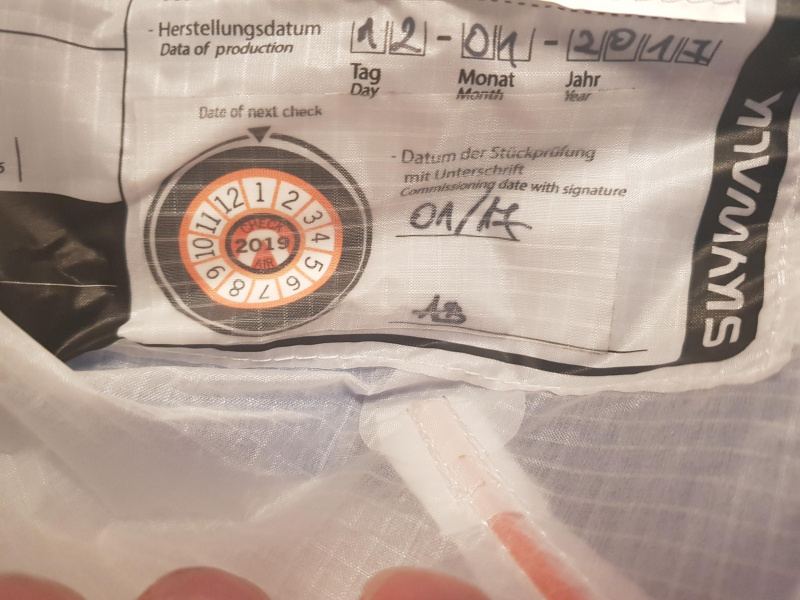 - Herstellungsdatum 12 - 01 - 2017
Data of production
Tag Monat Jahr
Day Month Year
Date of next check
- Datum der Stückprüfung
mit Unterschrift
Commissioning date with signature
01/17
1 2 3 4 5 6 7 8 9 10 11 12
CHECK
2019
AIR
SKYWALK